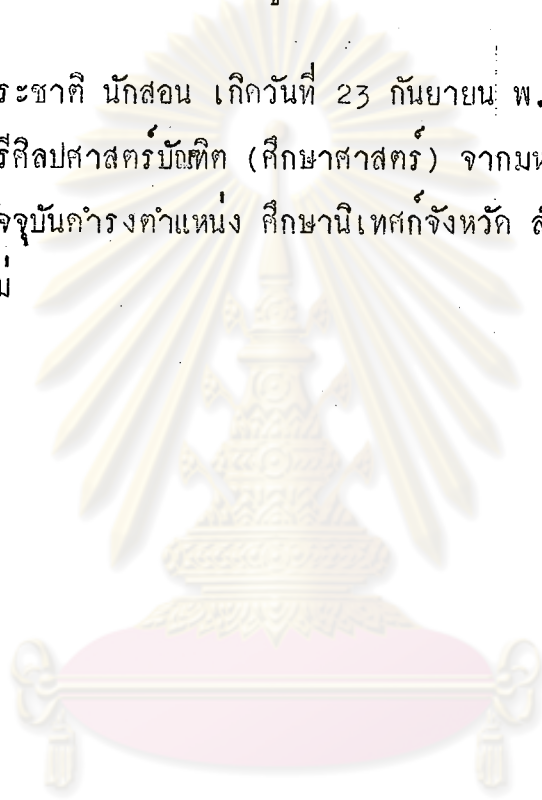 ระชาติ นักสอน เกิดวันที่ 23 กันยายน พ.
รีศิลปศาสตร์บัณฑิต (ศึกษาศาสตร์) จากมห
จจุบันดำรงตำแหน่ง ศึกษานิเทศก์จังหวัด สั
ม่